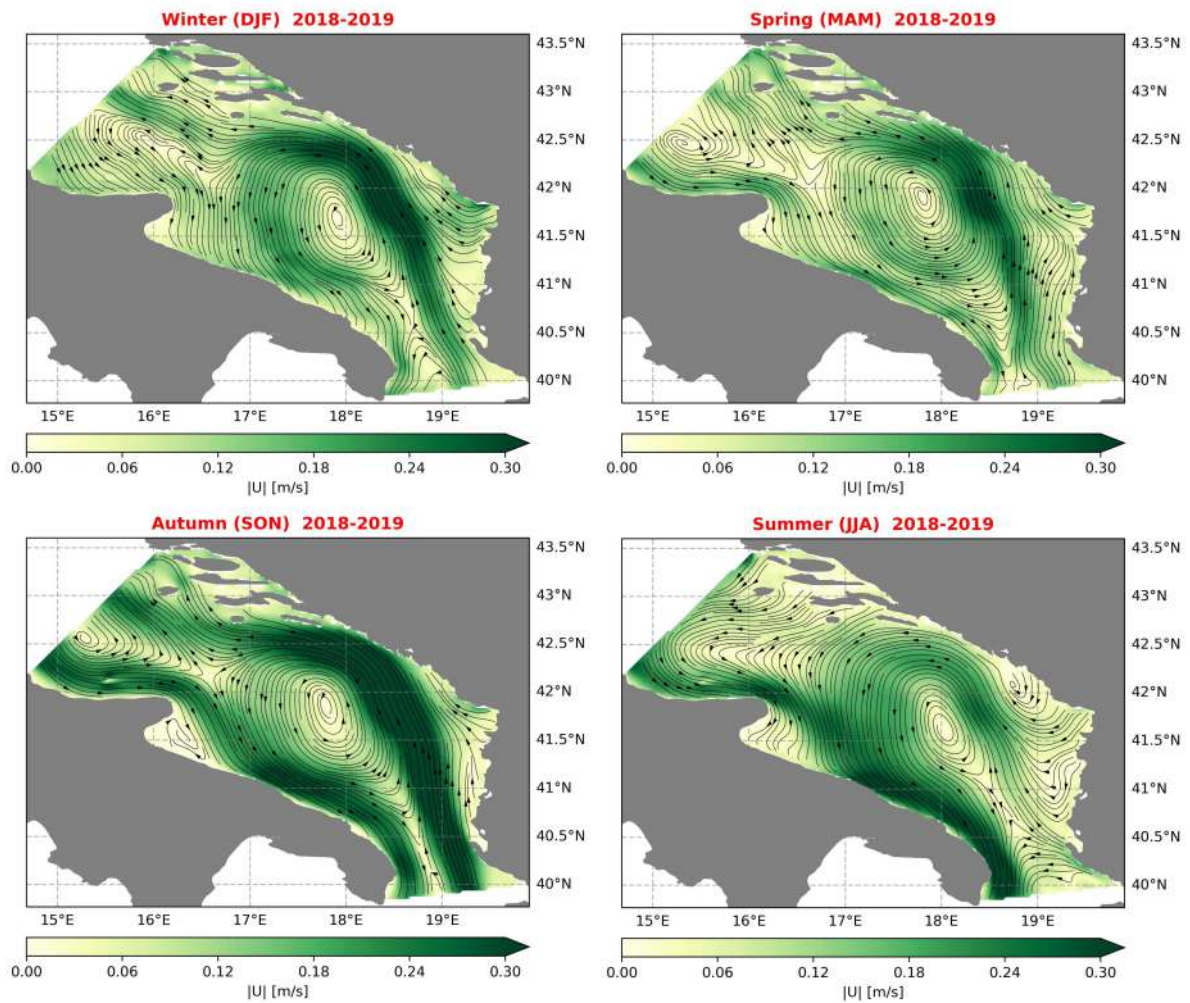 Winter (DJF) 2018-2019
Spring (MAM) 2018-2019
43.5°N
43°N
42.5°N
42°N
41.5°N
41°N
40.5°N
40°N
43.5°N
43°N
42.5°N
42°N
41.5°N
41°N
40.5°N
40°N
15°E 16°E 17°E 18°E 19°E
15°E 16°E 17°E 18°E 19°E
0.00 0.06 0.12 0.18 0.24 0.30
0.00 0.06 0.12 0.18 0.24 0.30
|U| [m/s]
|U| [m/s]
Autumn (SON) 2018-2019
Summer (JJA) 2018-2019
43.5°N
43°N
42.5°N
42°N
41.5°N
41°N
40.5°N
40°N
43.5°N
43°N
42.5°N
42°N
41.5°N
41°N
40.5°N
40°N
15°E 16°E 17°E 18°E 19°E
15°E 16°E 17°E 18°E 19°E
0.00 0.06 0.12 0.18 0.24 0.30
0.00 0.06 0.12 0.18 0.24 0.30
|U| [m/s]
|U| [m/s]